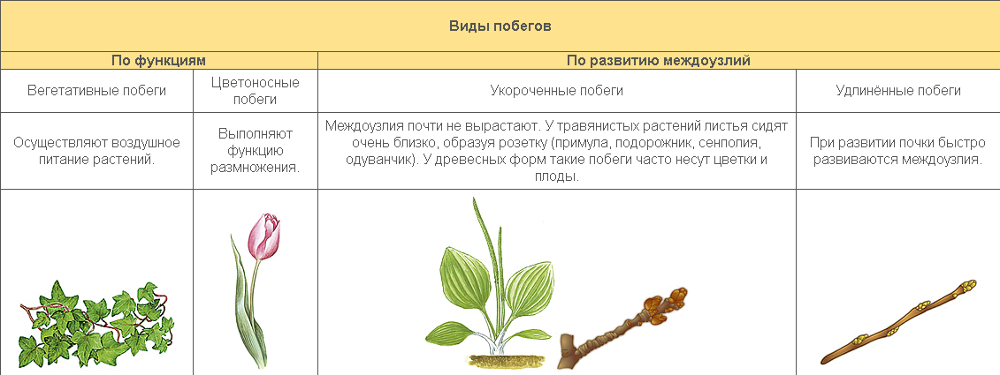 Виды побегов
По функциям
По развитию междоузлий
Вегетативные побеги
Цветоносные
побеги
Укороченные побеги
Удлинённые побеги
Осуществляют воздушное
питание растений.
Выполняют
функцию
размножения.
Междоузлия почти не вырастают. У травянистых растений листья сидят
очень близко, образуя розетку (примула, подорожник, сенполия,
одуванчик). У древесных форм такие побеги часто несут цветки и
плоды.
При развитии почки быстро
развиваются междоузлия.